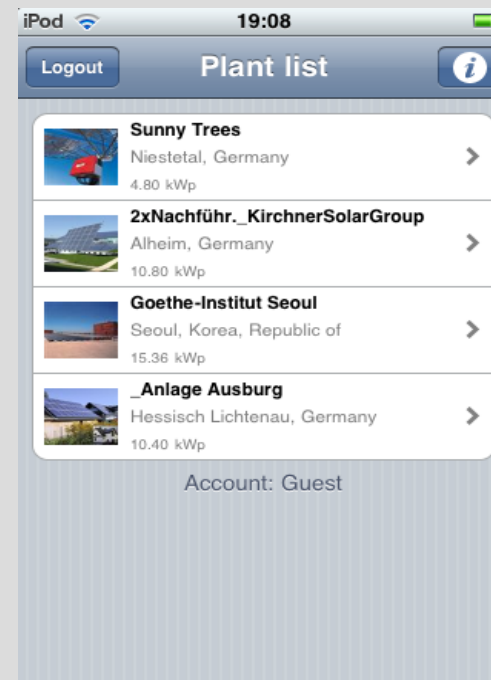 iPod 19:08
Logout Plant list i
Sunny Trees
Niestetal, Germany
4.80 kWp
2xNachführ._KirchnerSolarGroup
Alheim, Germany
10.80 kWp
Goethe-Institut Seoul
Seoul, Korea, Republic of
15.36 kWp
_Anlage Ausburg
Hessisch Lichtenau, Germany
10.40 kWp
Account: Guest